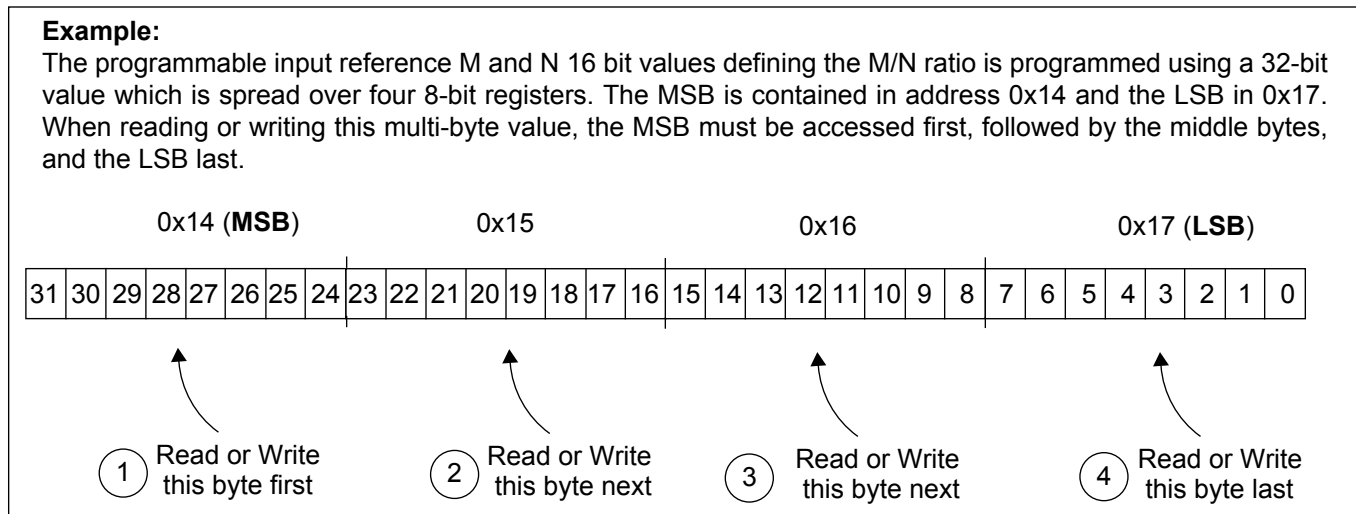 Example:
The programmable input reference M and N 16 bit values defining the M/N ratio is programmed using a 32-bit
value which is spread over four 8-bit registers. The MSB is contained in address 0x14 and the LSB in 0x17.
When reading or writing this multi-byte value, the MSB must be accessed first, followed by the middle bytes,
and the LSB last.
0x14 (MSB) 0x15 0x16 0x17 (LSB)
31 30 29 28 27 26 25 24 23 22 21 20 19 18 17 16 15 14 13 12 11 10 9 8 7 6 5 4 3 2 1 0
1 Read or Write this byte first
2 Read or Write this byte next
3 Read or Write this byte next
4 Read or Write this byte last